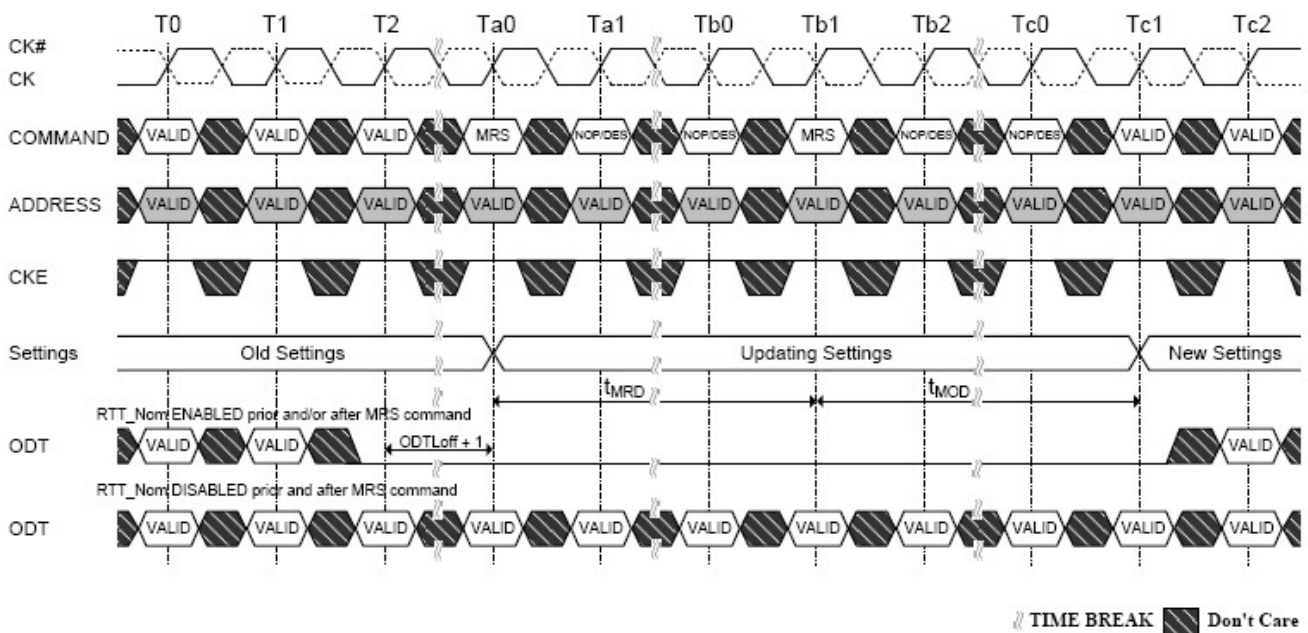 T0 T1 T2 Ta0 Ta1 Tb0 Tb1 Tb2 Tc0 Tc1 Tc2
CK#
CK
COMMAND VALID VALID VALID MRS NOP/DES NOP/DES MRS NOP/DES NOP/DES VALID VALID
ADDRESS VALID VALID VALID VALID VALID VALID VALID VALID VALID VALID VALID
CKE
Settings Old Settings Updating Settings New Settings
tMRD tMOD
RTT_Nom ENABLED prior and/or after MRS command
ODT VALID VALID ODTLoff + 1 VALID
RTT_Nom DISABLED prior and after MRS command
ODT VALID VALID VALID VALID VALID VALID VALID VALID VALID VALID VALID
TIME BREAK Don't Care